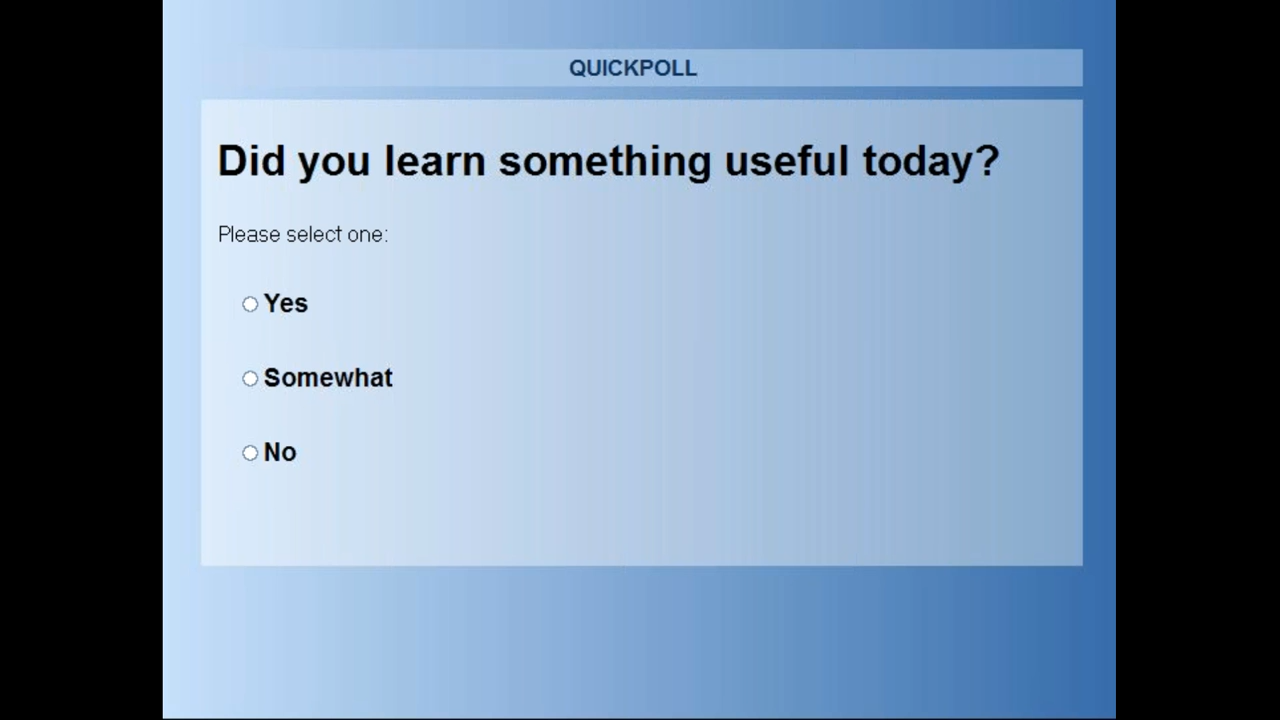 QUICKPOLL
Did you learn something useful today?
Please select one:
Yes
Somewhat
No